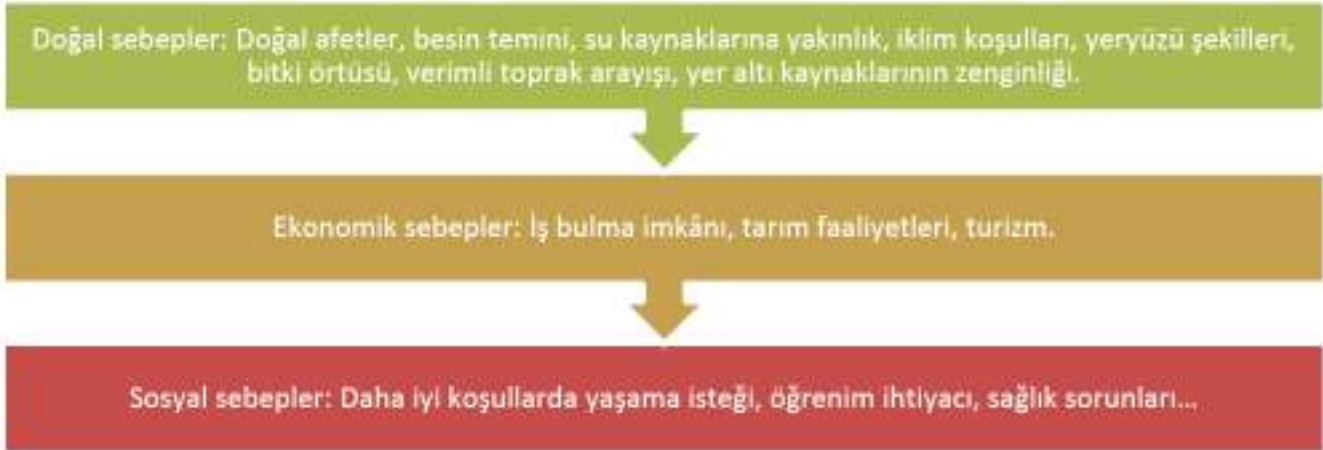 Doğal sebepler: Doğal afetler, besin temini, su kaynaklarına yakınlık, iklim koşulları, yeryüzü şekilleri,
bitki örtüsü, verimli toprak arayışı, yer altı kaynaklarının zenginliği.
Ekonomik sebepler: İş bulma imkânı, tarım faaliyetleri, turizm.
Sosyal sebepler: Daha iyi koşullarda yaşama isteği, öğrenim ihtiyacı, sağlık sorunları...